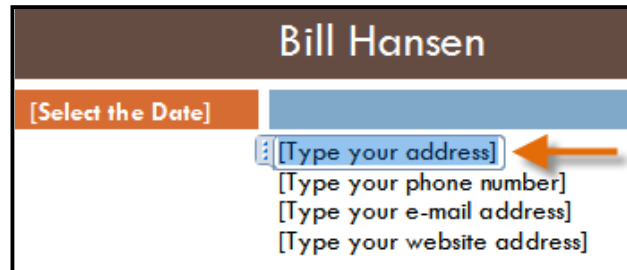 Bill Hansen
[Select the Date]
[Type your address]
[Type your phone number]
[Type your e-mail address]
[Type your website address]